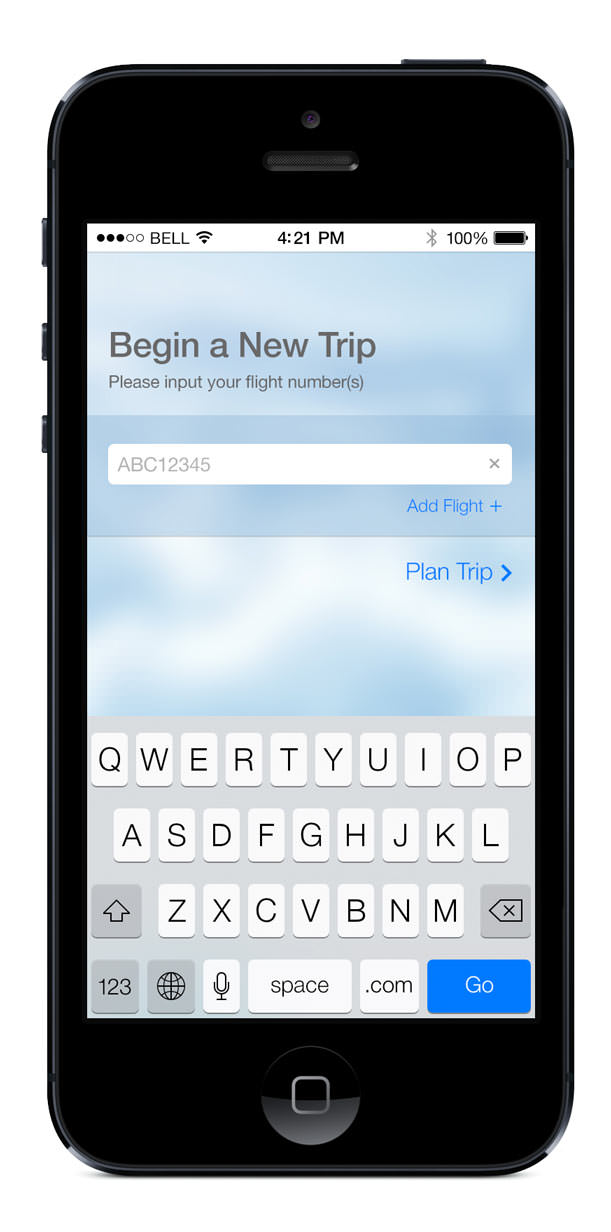 BELL 4:21 PM 100%
Begin a New Trip
Please input your flight number(s)
ABC12345 ×
Add Flight +
Plan Trip >
Q W E R T Y U I O P
A S D F G H J K L
Z X C V B N M
123 space .com Go